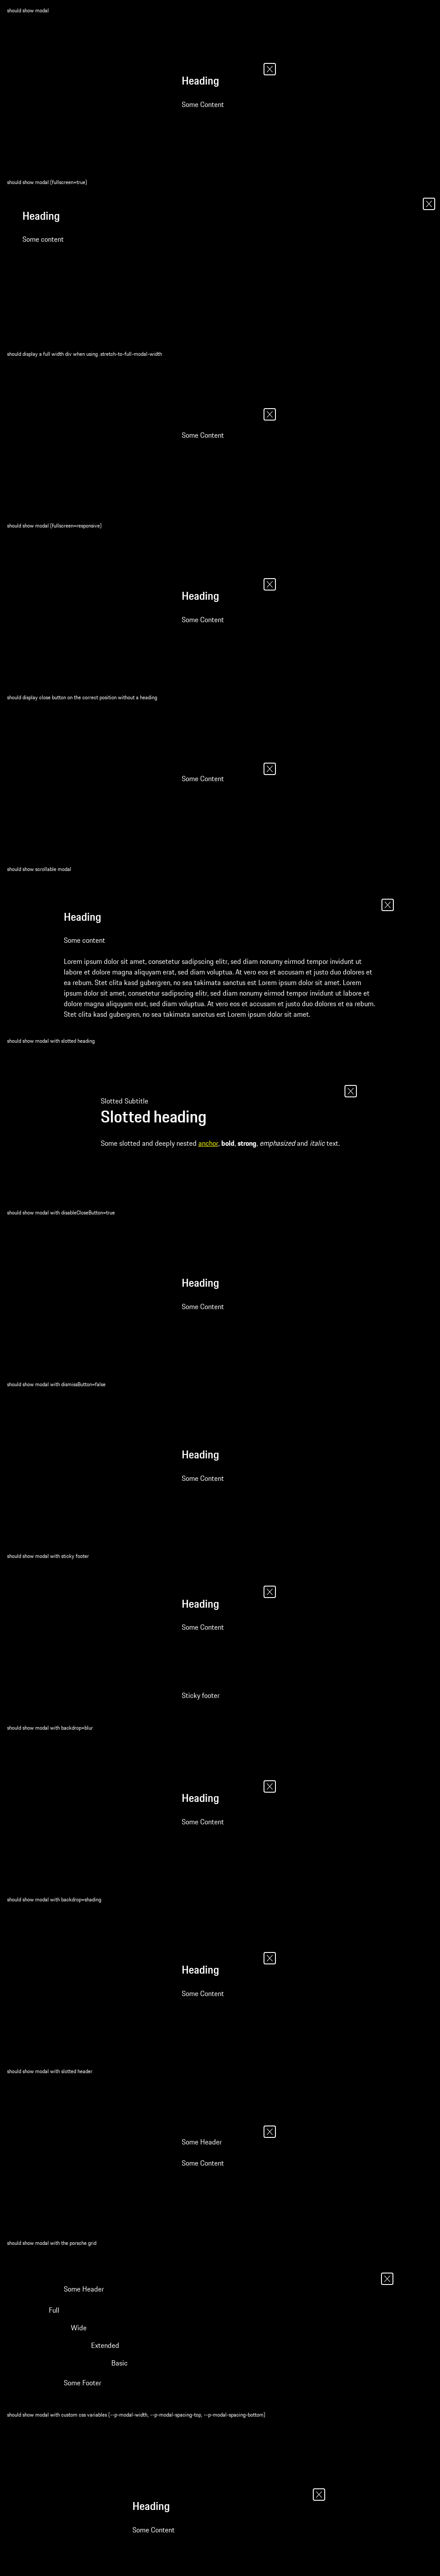 should show modal
Heading
Some Content
should show modal (fullscreen=true)
Heading
Some content
should display a full width div when using .stretch-to-full-modal-width
Some Content
should show modal (fullscreen=responsive)
Heading
Some Content
should display close button on the correct position without a heading
Some Content
should show scrollable modal
Heading
Some content
Lorem ipsum dolor sit amet, consetetur sadipscing elitr, sed diam nonumy eirmod tempor invidunt ut
labore et dolore magna aliquyam erat, sed diam voluptua. At vero eos et accusam et justo duo dolores et
ea rebum. Stet clita kasd gubergren, no sea takimata sanctus est Lorem ipsum dolor sit amet. Lorem
ipsum dolor sit amet, consetetur sadipscing elitr, sed diam nonumy eirmod tempor invidunt ut labore et
dolore magna aliquyam erat, sed diam voluptua. At vero eos et accusam et justo duo dolores et ea rebum.
Stet clita kasd gubergren, no sea takimata sanctus est Lorem ipsum dolor sit amet.
should show modal with slotted heading
Slotted Subtitle
Slotted heading
Some slotted and deeply nested anchor, bold, strong, emphasized and italic text.
should show modal with disableCloseButton=true
Heading
Some Content
should show modal with dismissButton=false
Heading
Some Content
should show modal with sticky footer
Heading
Some Content
Sticky footer
should show modal with backdrop=blur
Heading
Some Content
should show modal with backdrop=shading
Heading
Some Content
should show modal with slotted header
Some Header
Some Content
should show modal with the porsche grid
Some Header
Full
Wide
Extended
Basic
Some Footer
should show modal with custom css variables (--p-modal-width, --p-modal-spacing-top, --p-modal-spacing-bottom)
Heading
Some Content